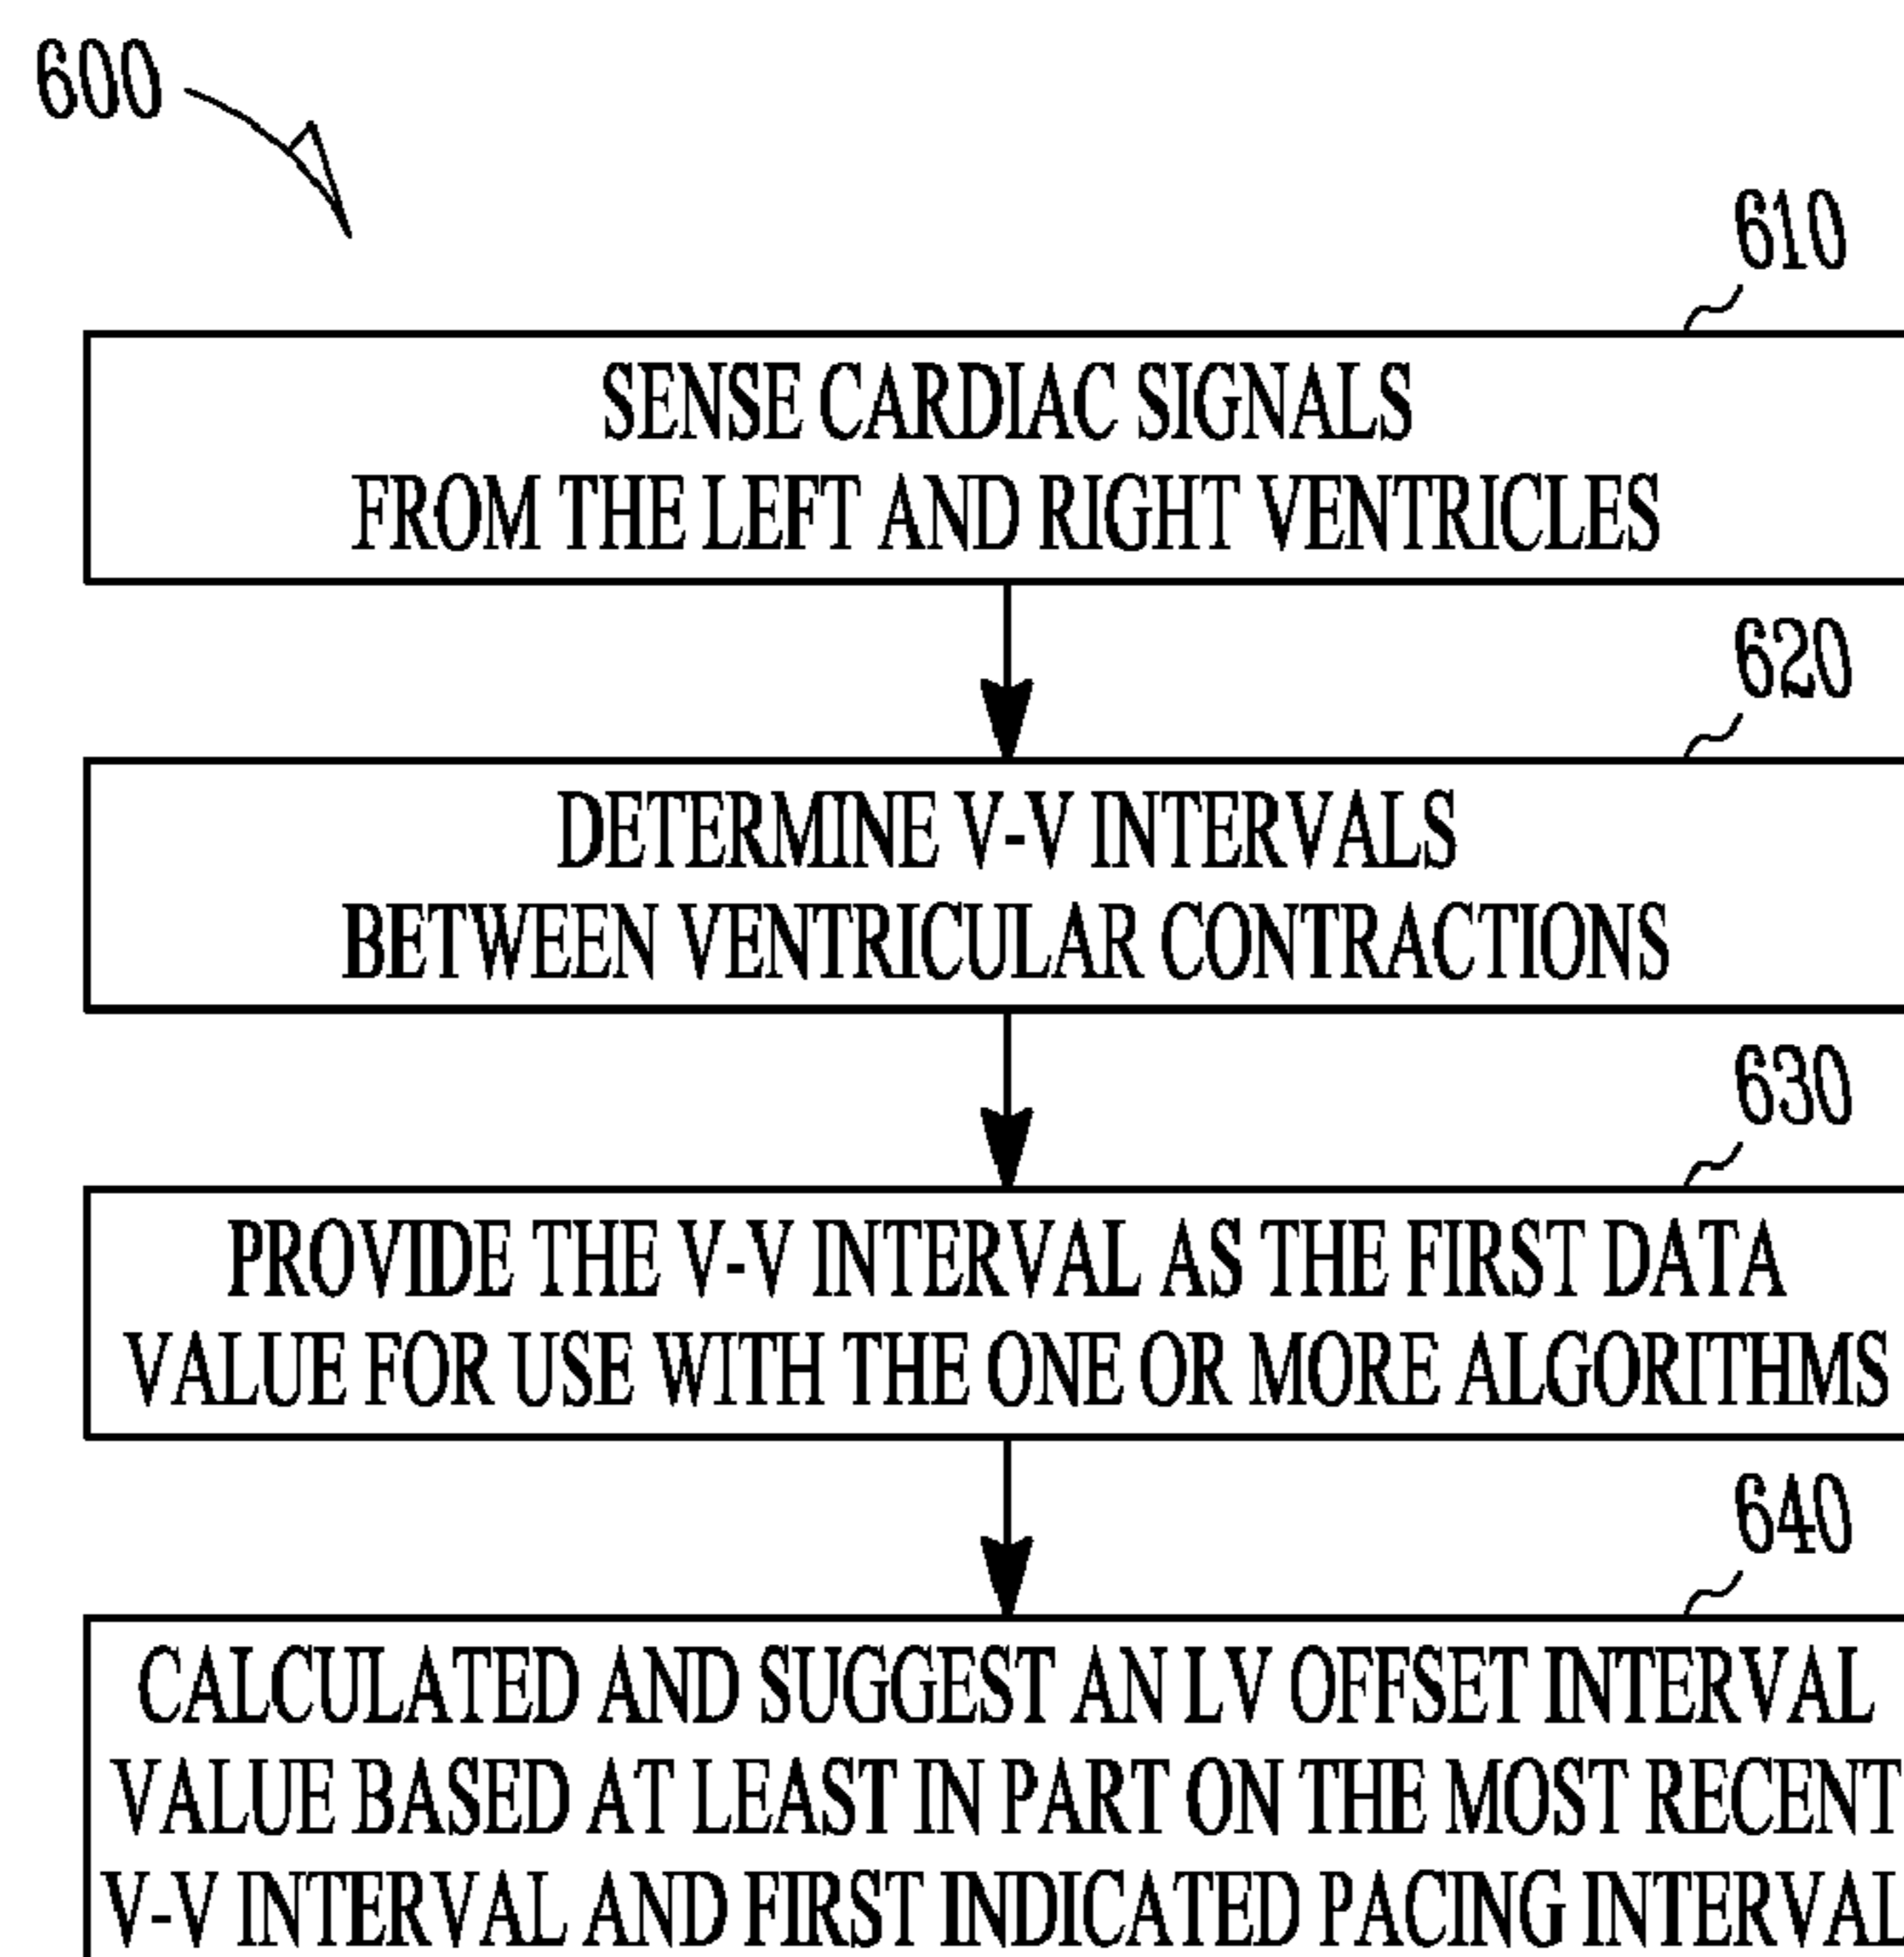 600
610
SENSE CARDIAC SIGNALS
FROM THE LEFT AND RIGHT VENTRICLES
620
DETERMINE V-V INTERVALS
BETWEEN VENTRICULAR CONTRACTIONS
630
PROVIDE THE V-V INTERVAL AS THE FIRST DATA
VALUE FOR USE WITH THE ONE OR MORE ALGORITHMS
640
CALCULATED AND SUGGEST AN LV OFFSET INTERVAL
VALUE BASED AT LEAST IN PART ON THE MOST RECENT
V-V INTERVAL AND FIRST INDICATED PACING INTERVAL